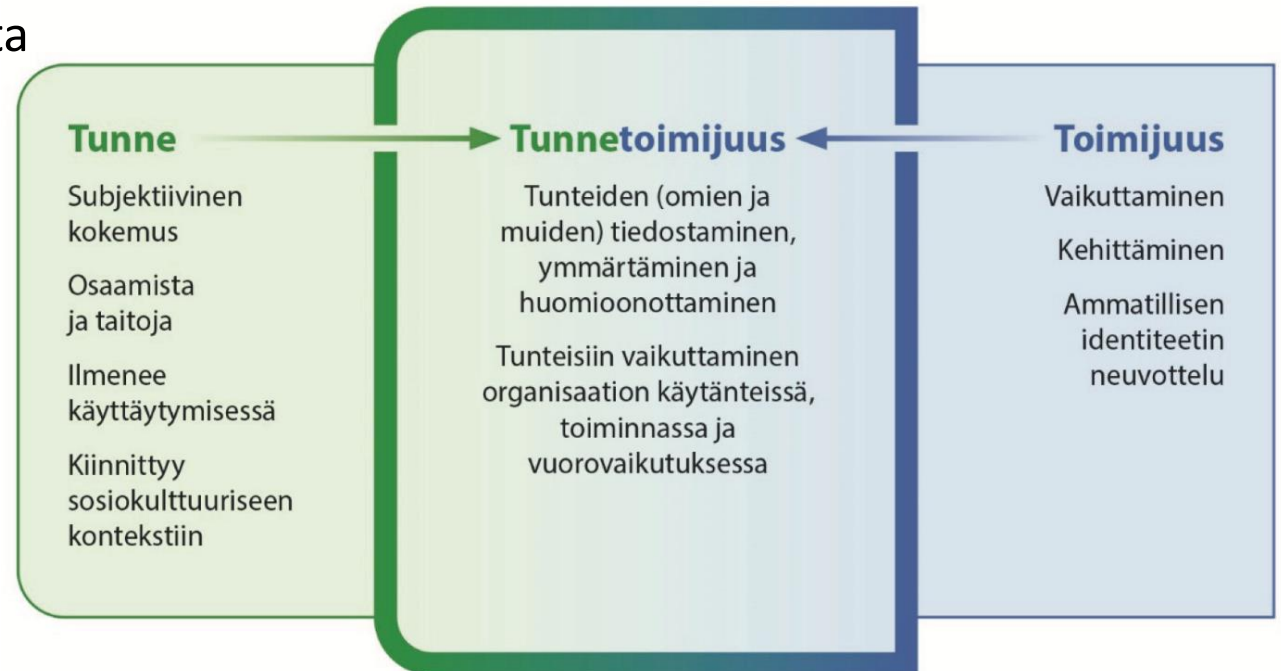 ta
Tunne
Subjektiivinen
kokemus
Osaamista
ja taitoja
Ilmenee
käyttäytymisessä
Kiinnittyy
sosiokulttuuriseen
kontekstiin
Tunnetoimijuus
Tunteiden (omien ja
muiden) tiedostaminen,
ymmärtäminen ja
huomioonottaminen
Tunteisiin vaikuttaminen
organisaation käytänteissä,
toiminnassa ja
vuorovaikutuksessa
Toimijuus
Vaikuttaminen
Kehittäminen
Ammatillisen
identiteetin
neuvottelu